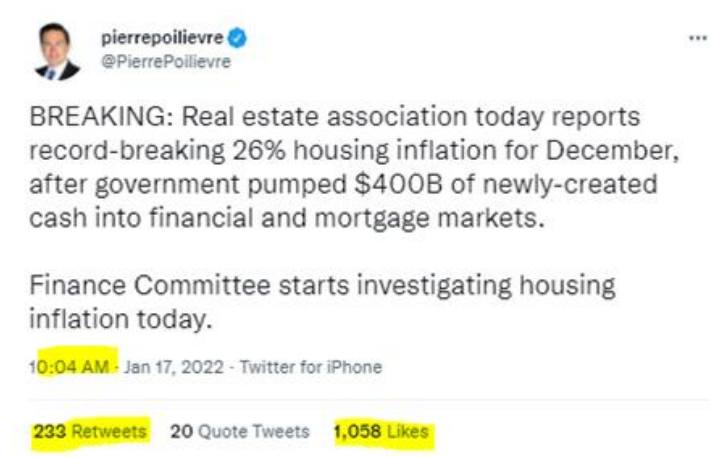 pierrepoilievre
@PierrePoilievre
BREAKING: Real estate association today reports
record-breaking 26% housing inflation for December,
after government pumped $400B of newly-created
cash into financial and mortgage markets.
Finance Committee starts investigating housing
inflation today.
10:04 AM · Jan 17, 2022 · Twitter for iPhone
233 Retweets 20 Quote Tweets 1,058 Likes